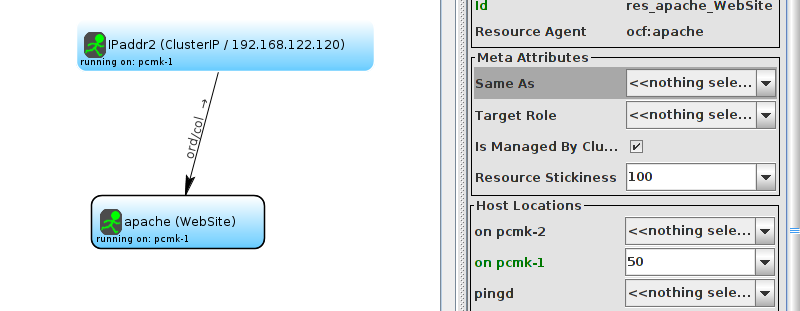 IPaddr2 (ClusterIP / 192.168.122.120)
running on: pcmk-1
ord/col →
apache (WebSite)
running on: pcmk-1
Id res_apache_WebSite
Resource Agent ocf:apache
Meta Attributes
Same As <<nothing sele...
Target Role <<nothing sele...
Is Managed By Clu...
Resource Stickiness 100
Host Locations
on pcmk-2 <<nothing sele...
on pcmk-1 50
pingd <<nothing sele...